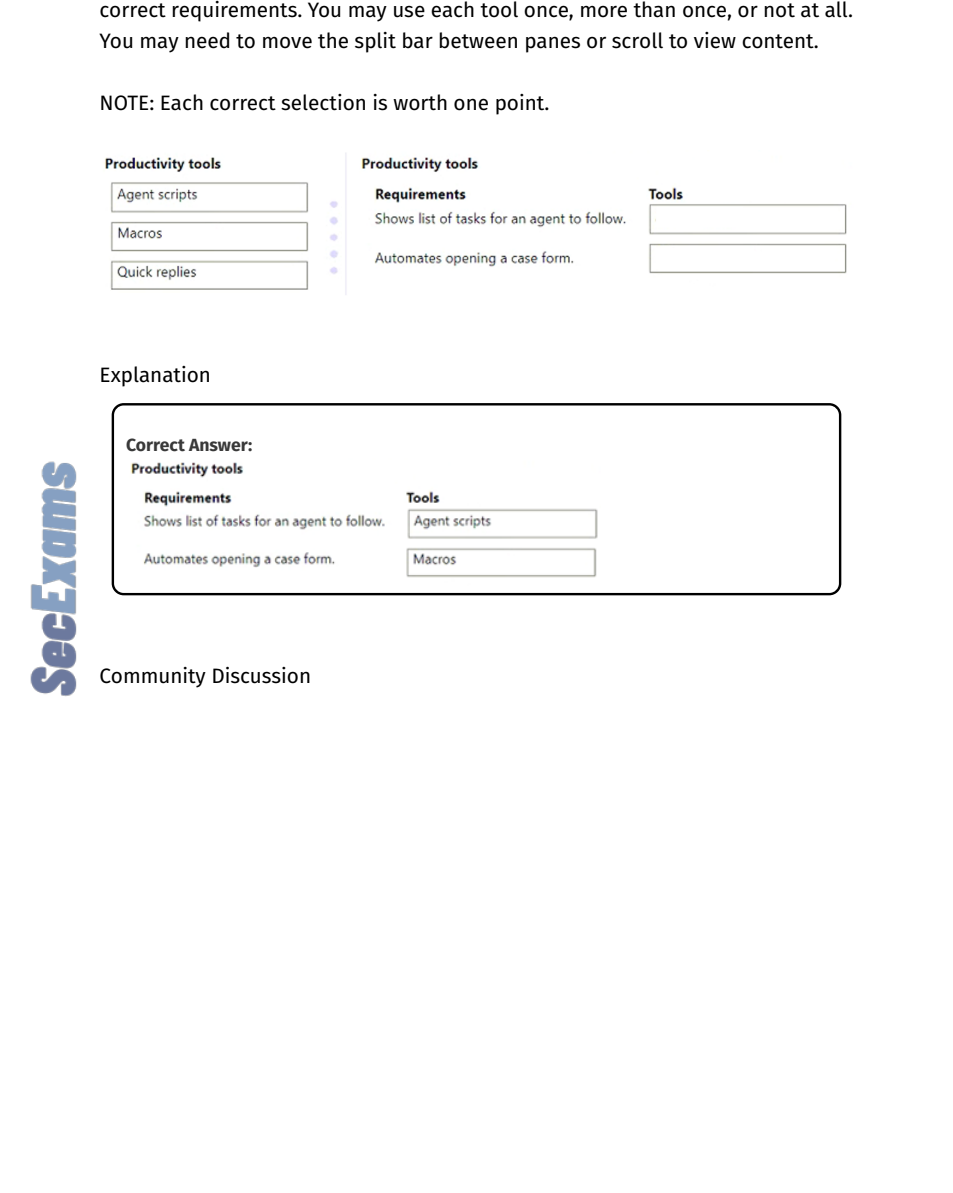 correct requirements. You may use each tool once, more than once, or not at all.
You may need to move the split bar between panes or scroll to view content.
NOTE: Each correct selection is worth one point.
Productivity tools
Agent scripts
Macros
Quick replies
Productivity tools
Requirements Tools
Shows list of tasks for an agent to follow.
Automates opening a case form.
Explanation
Correct Answer:
Productivity tools
Requirements Tools
Shows list of tasks for an agent to follow. Agent scripts
Automates opening a case form. Macros
SecExams
Community Discussion